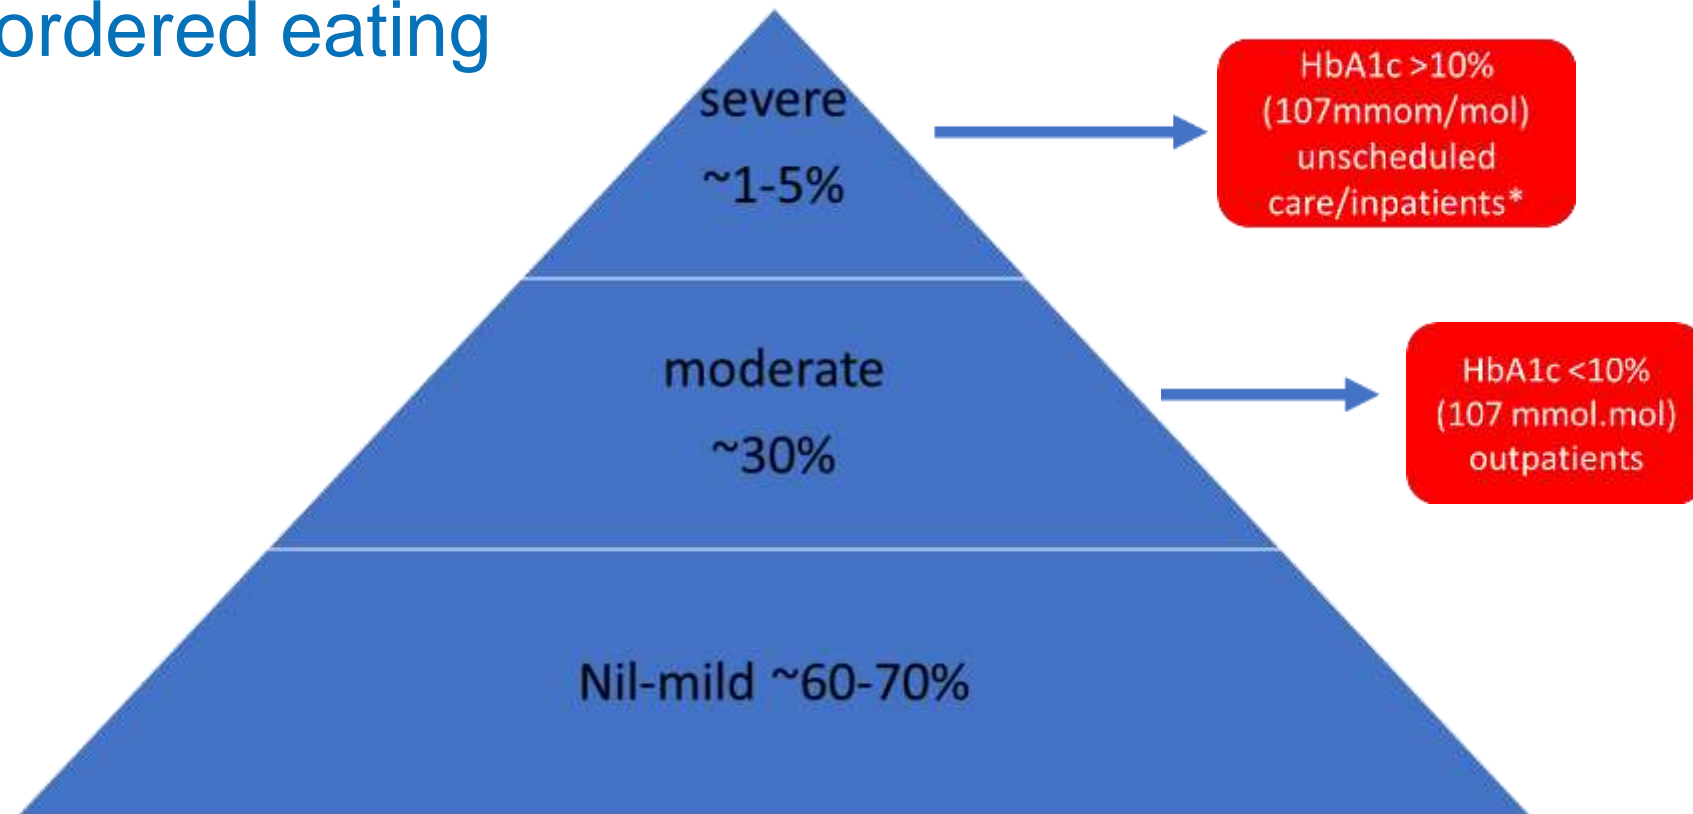 ordered eating
severe
~1-5%
HbA1c >10%
(107mmom/mol)
unscheduled
care/inpatients*
moderate
~30%
HbA1c <10%
(107 mmol.mol)
outpatients
Nil-mild ~60-70%